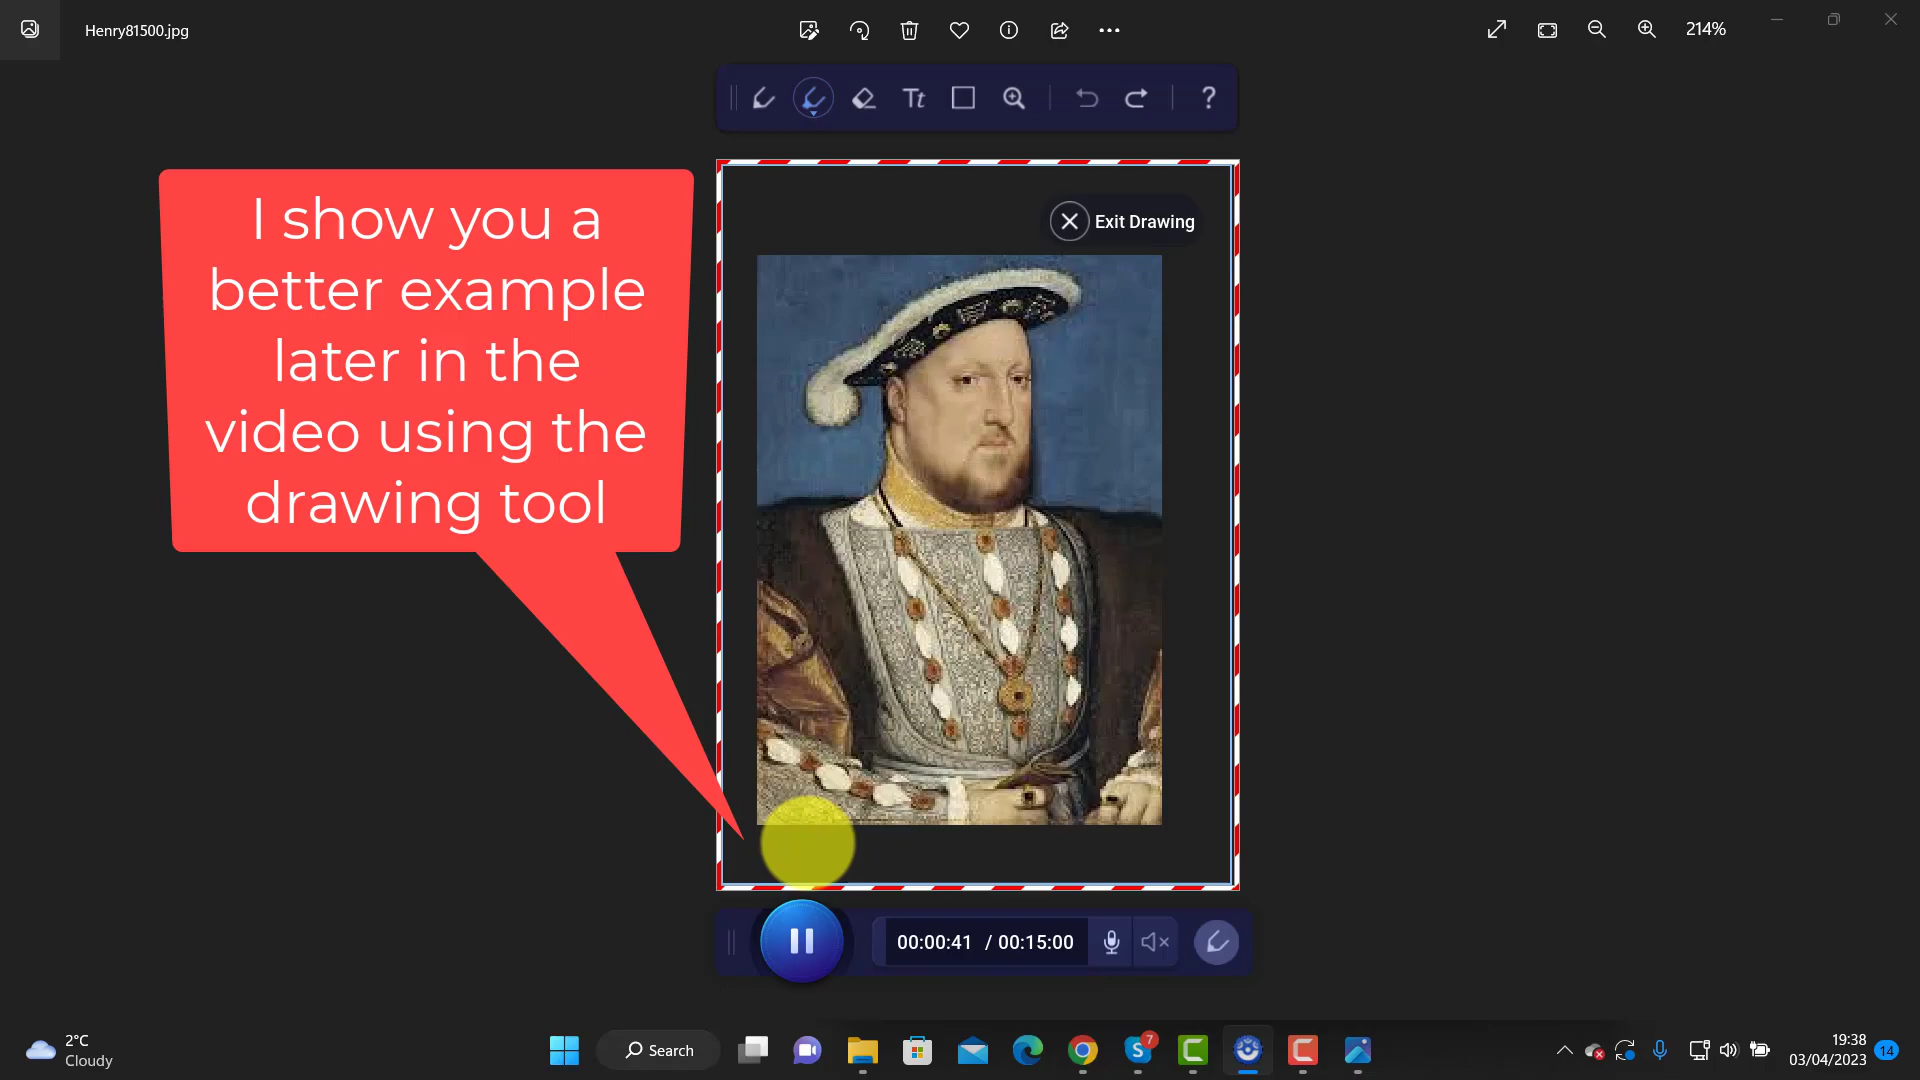 Henry81500.jpg
214%
Tt
?
I show you a
better example
later in the
video using the
drawing tool
Exit Drawing
00:00:41 / 00:15:00
2°C
Cloudy
Search
7
19:38
03/04/2023
14